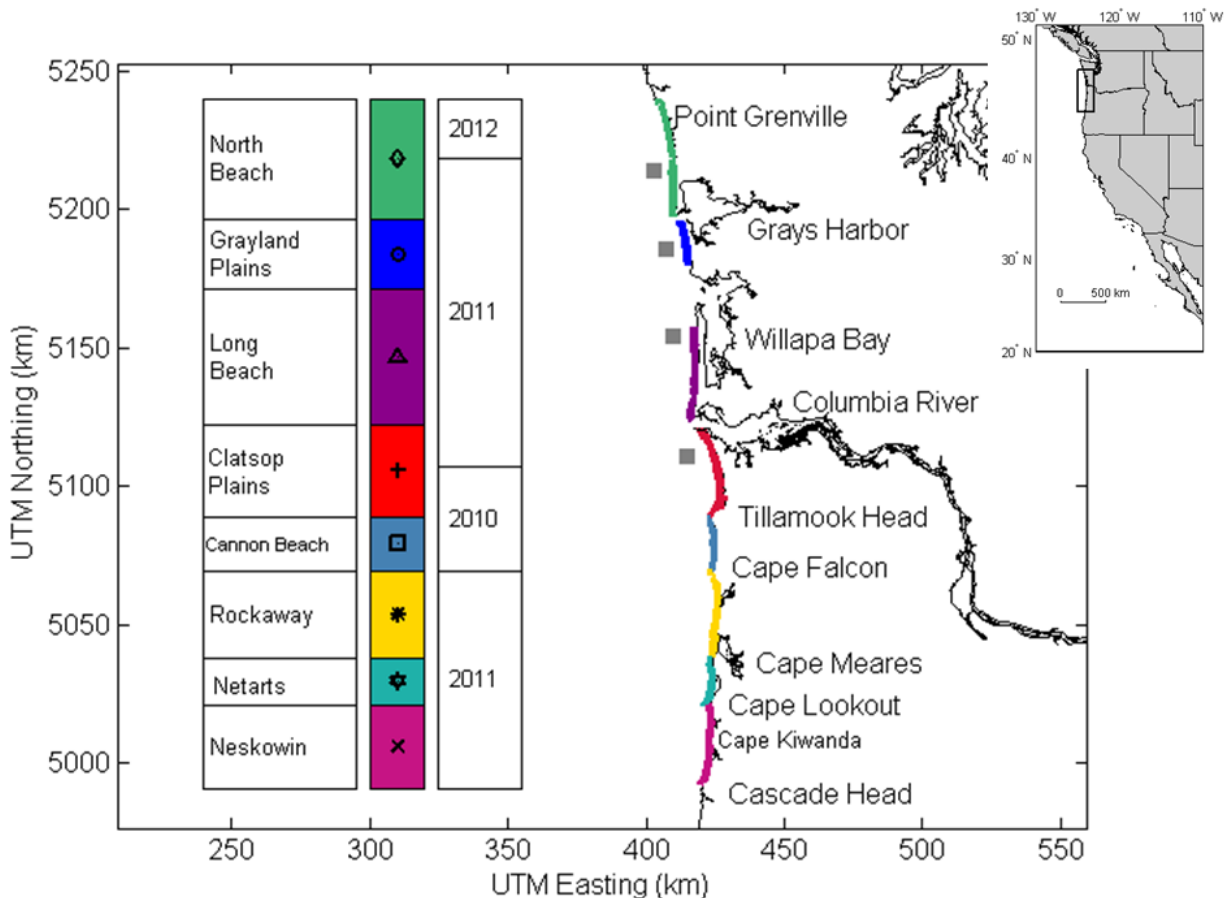 130° W
120° W
110° W
50° N
40° N
30° N
20° N
0 500 km
5250
5200
5150
5100
5050
5000
UTM Northing (km)
North
Beach
Grayland
Plains
Long
Beach
Clatsop
Plains
Cannon Beach
Rockaway
Netarts
Neskowin
2012
2011
2010
2011
Point Grenville
Grays Harbor
Willapa Bay
Columbia River
Tillamook Head
Cape Falcon
Cape Meares
Cape Lookout
Cape Kiwanda
Cascade Head
250
300
350
400
450
500
550
UTM Easting (km)